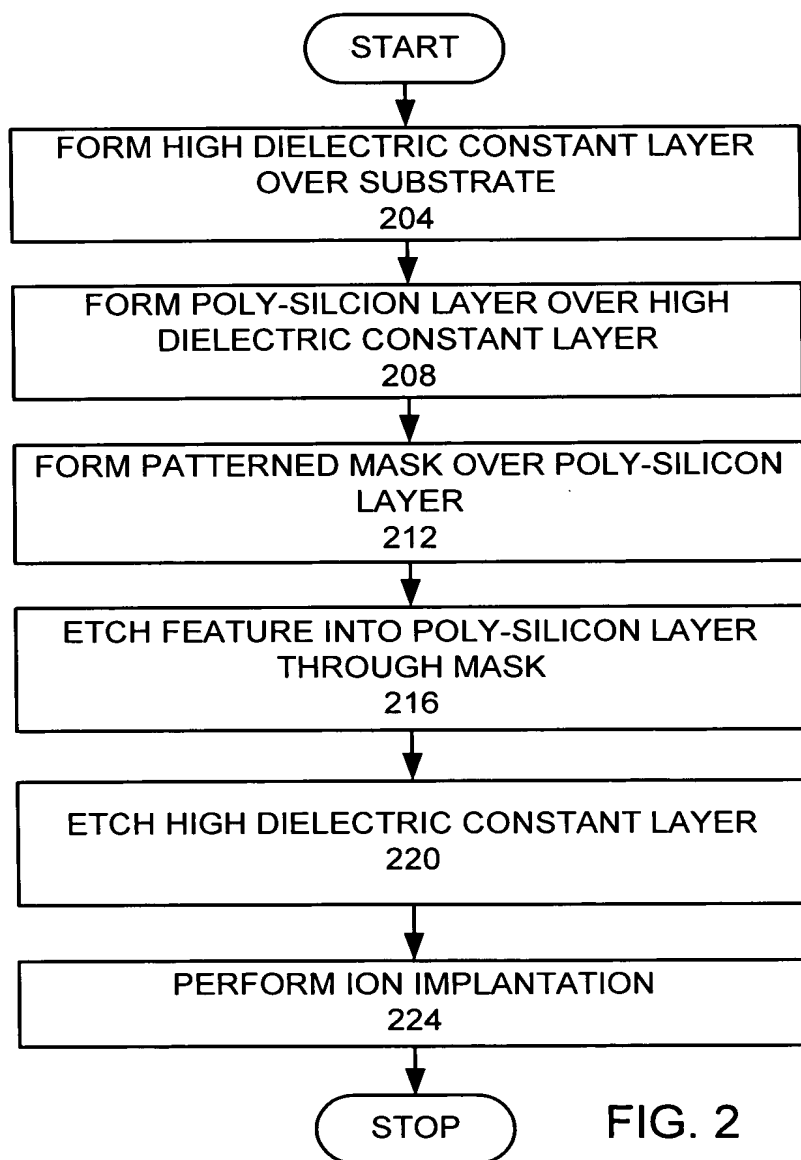 START
FORM HIGH DIELECTRIC CONSTANT LAYER
OVER SUBSTRATE
204
FORM POLY-SILCION LAYER OVER HIGH
DIELECTRIC CONSTANT LAYER
208
FORM PATTERNED MASK OVER POLY-SILICON
LAYER
212
ETCH FEATURE INTO POLY-SILICON LAYER
THROUGH MASK
216
ETCH HIGH DIELECTRIC CONSTANT LAYER
220
PERFORM ION IMPLANTATION
224
STOP
FIG. 2